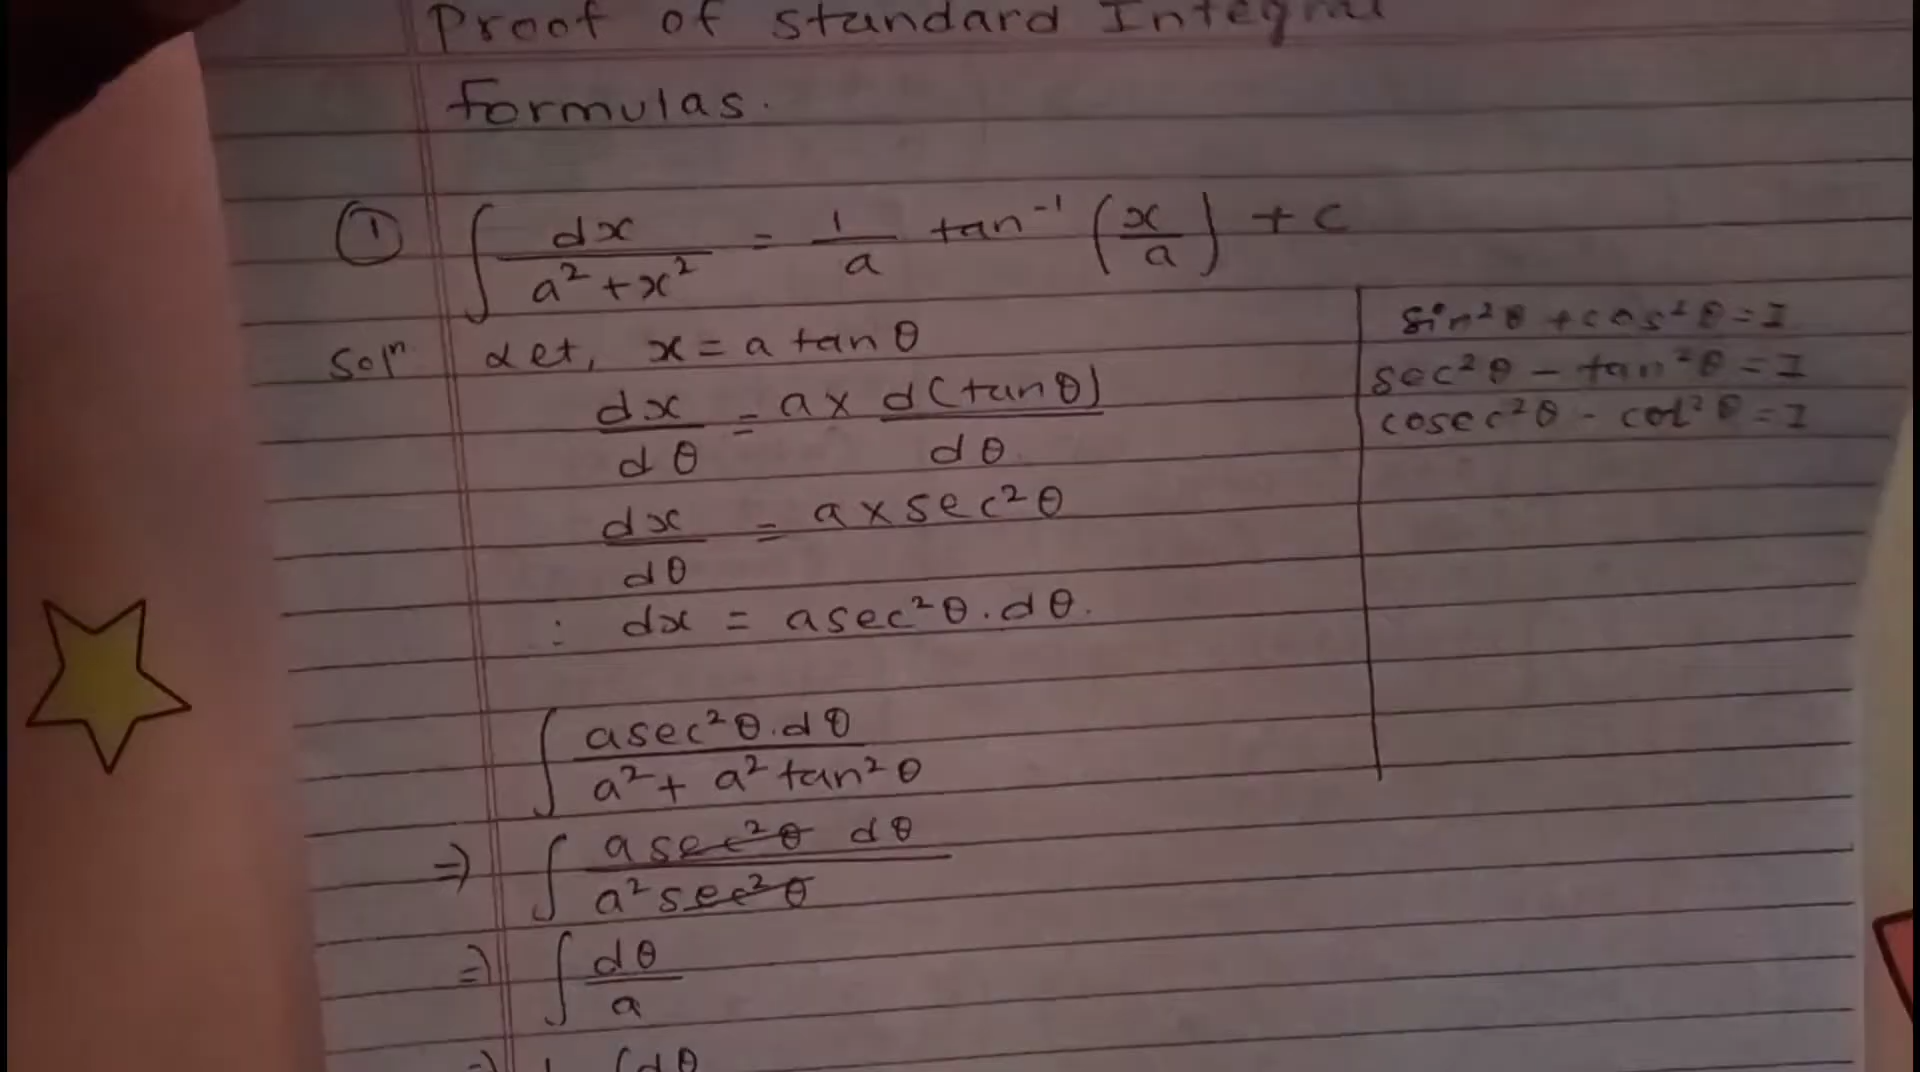 Proof of standard Integral
formulas.
① ∫ dx / (a² + x²) = 1/a tan⁻¹ (x/a) + c
Solⁿ Let, x = a tan θ
dx/dθ = a x d(tan θ)/dθ
dx/dθ = a x sec²θ
: dx = a sec²θ . dθ.
∫ a sec²θ . dθ / (a² + a² tan²θ)
⇒ ∫ a sec²θ dθ / (a² sec²θ)
⇒ ∫ dθ / a
⇒ ∫ dθ
sin²θ + cos²θ = 1
sec²θ - tan²θ = 1
cosec²θ - cot²θ = 1